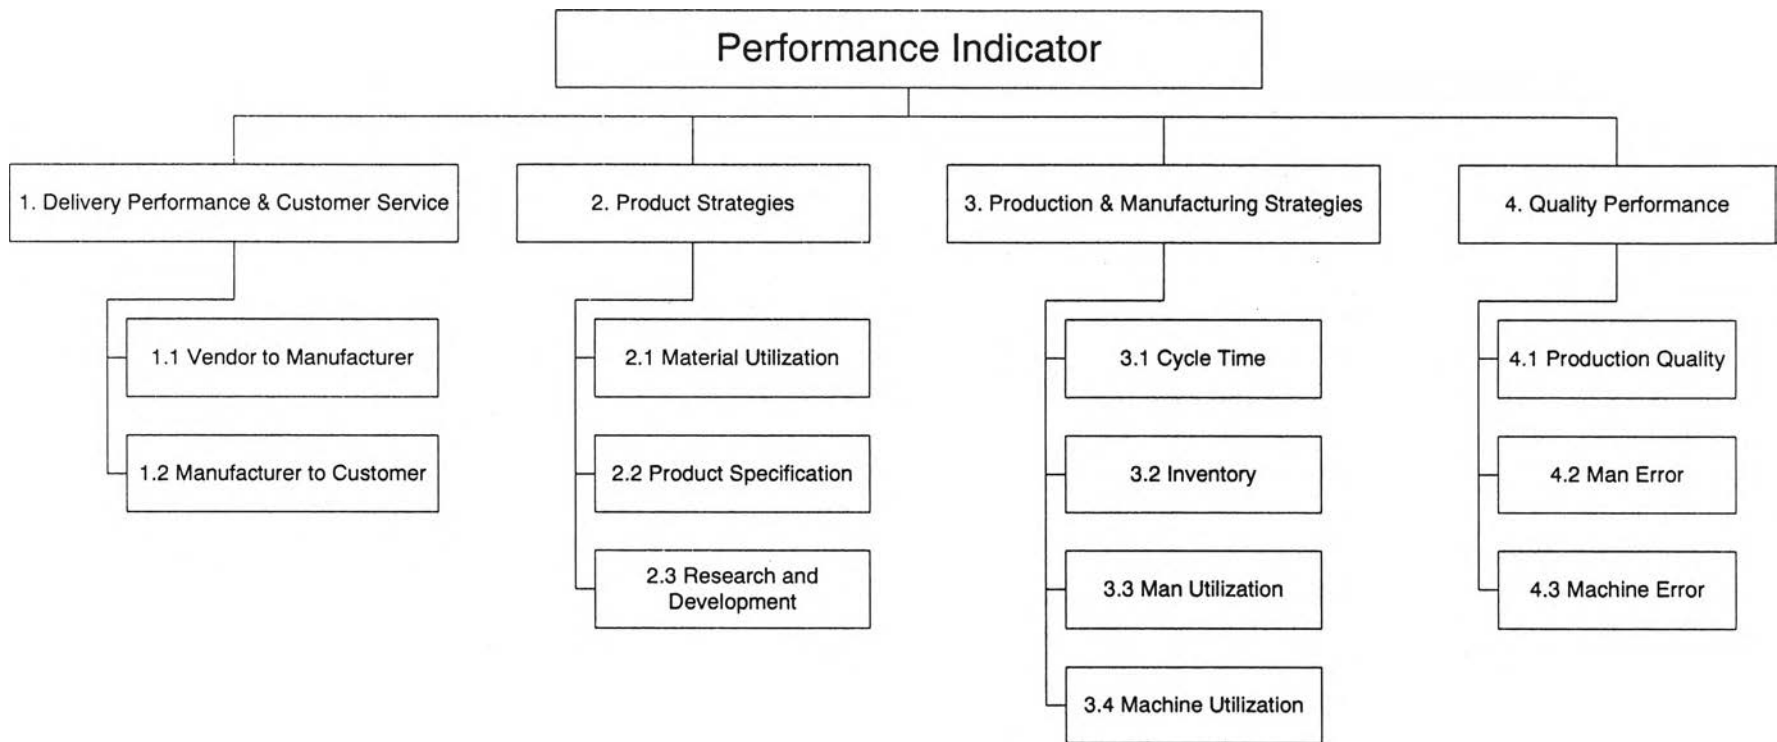 Performance Indicator
1. Delivery Performance & Customer Service
2. Product Strategies
3. Production & Manufacturing Strategies
4. Quality Performance
1.1 Vendor to Manufacturer
1.2 Manufacturer to Customer
2.1 Material Utilization
2.2 Product Specification
2.3 Research and
Development
3.1 Cycle Time
3.2 Inventory
3.3 Man Utilization
3.4 Machine Utilization
4.1 Production Quality
4.2 Man Error
4.3 Machine Error